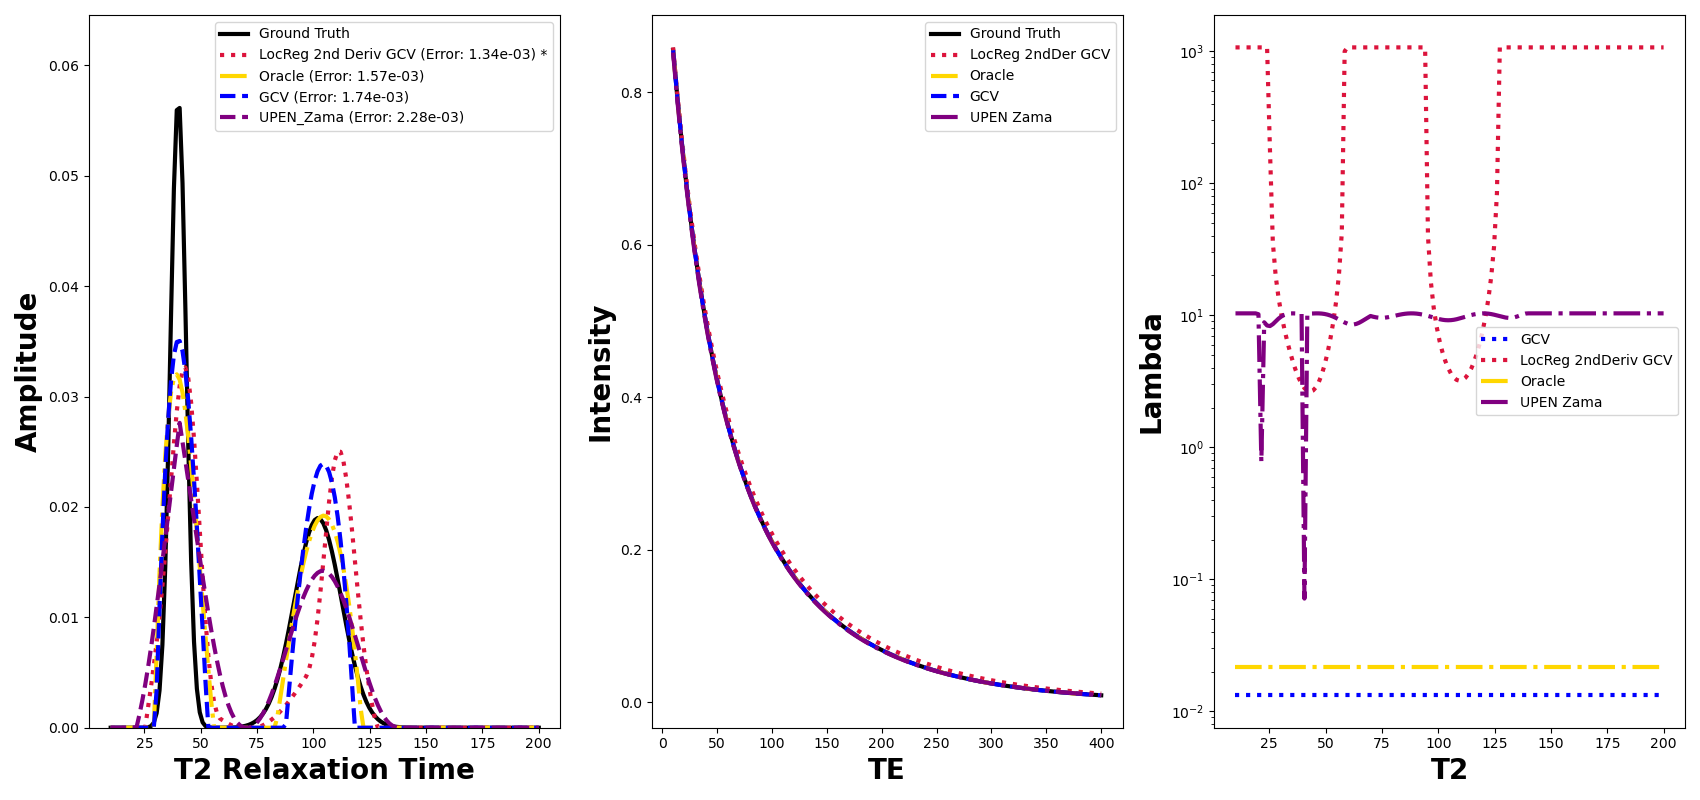 Ground Truth
LocReg 2nd Deriv GCV (Error: 1.34e-03) *
Oracle (Error: 1.57e-03)
GCV (Error: 1.74e-03)
UPEN_Zama (Error: 2.28e-03)
0.06
0.05
0.04
0.03
0.02
0.01
0.00
Amplitude
25 50 75 100 125 150 175 200
T2 Relaxation Time
Ground Truth
LocReg 2ndDer GCV
Oracle
GCV
UPEN Zama
0.8
0.6
0.4
0.2
0.0
Intensity
0 50 100 150 200 250 300 350 400
TE
10³
10²
10¹
10⁰
10⁻¹
10⁻²
Lambda
GCV
LocReg 2ndDeriv GCV
Oracle
UPEN Zama
25 50 75 100 125 150 175 200
T2